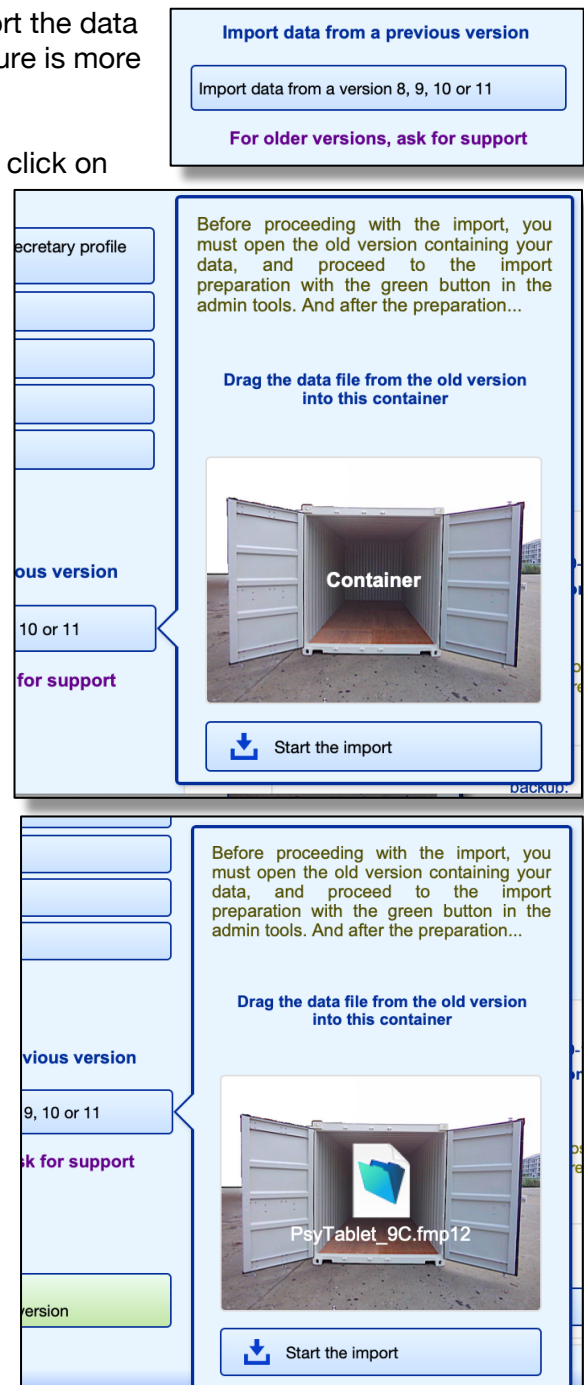 ort the data
ure is more
click on
Import data from a previous version
Import data from a version 8, 9, 10 or 11
For older versions, ask for support
ecretary profile
ous version
10 or 11
for support
Before proceeding with the import, you
must open the old version containing your
data, and proceed to the import
preparation with the green button in the
admin tools. And after the preparation...
Drag the data file from the old version
into this container
Container
Start the import
backup.
vious version
9, 10 or 11
sk for support
version
Before proceeding with the import, you
must open the old version containing your
data, and proceed to the import
preparation with the green button in the
admin tools. And after the preparation...
Drag the data file from the old version
into this container
PsyTablet_9C.fmp12
Start the import